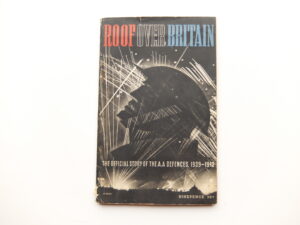 ROOF OVER BRITAIN
THE OFFICIAL STORY OF THE A.A DEFENCES, 1939-1942
NINEPENCE NET